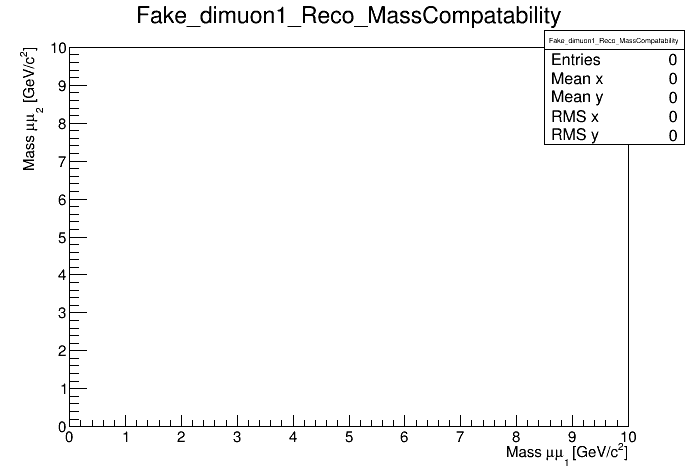 Fake_dimuon1_Reco_MassCompatability
Fake_dimuon1_Reco_MassCompatability
Entries 0
Mean x 0
Mean y 0
RMS x 0
RMS y 0
Mass μμ₂ [GeV/c²]
10
9
8
7
6
5
4
3
2
1
0
0 1 2 3 4 5 6 7 8 9 10
Mass μμ₁ [GeV/c²]